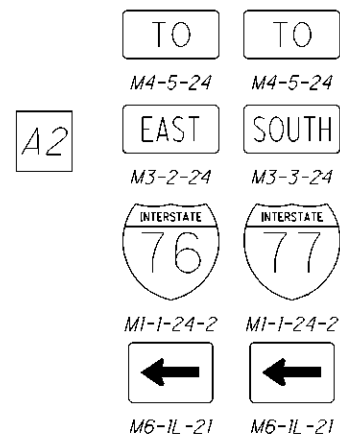 TO TO
M4-5-24 M4-5-24
A2
EAST SOUTH
M3-2-24 M3-3-24
INTERSTATE INTERSTATE
76 77
M1-1-24-2 M1-1-24-2
M6-1L-21 M6-1L-21